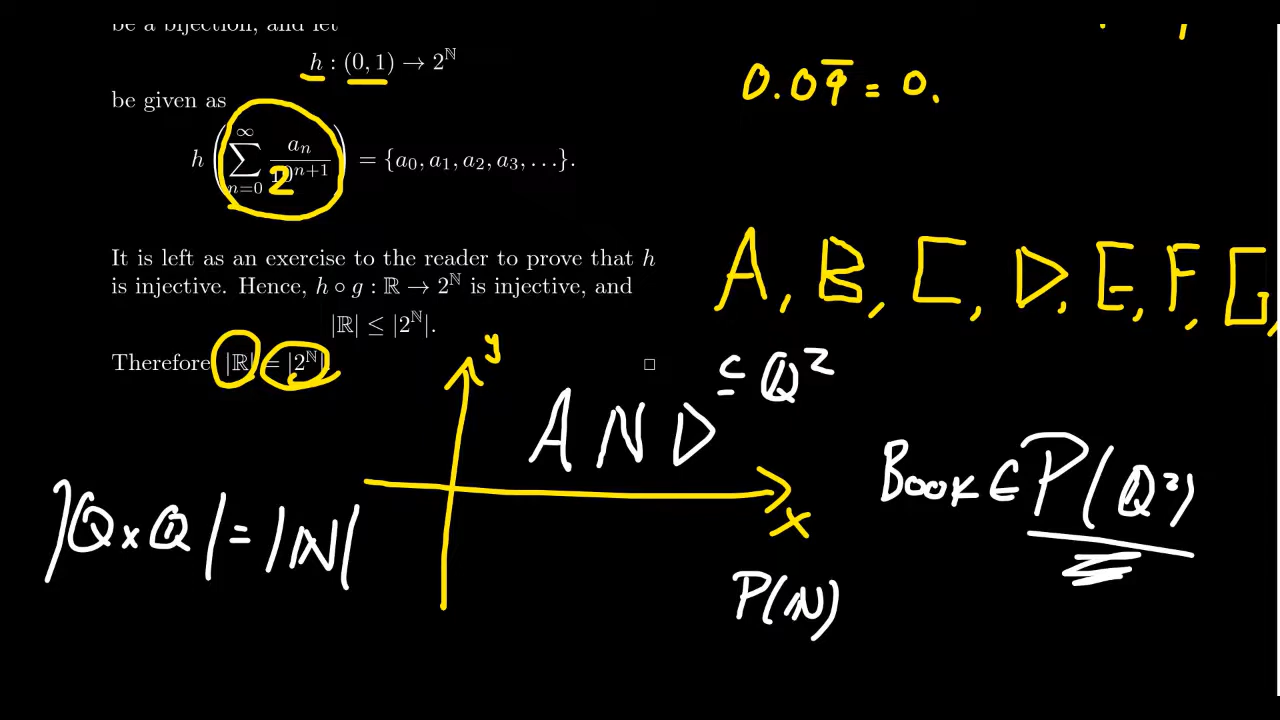 be a bijection, and let
h : (0, 1) → 2^ℕ
be given as
h ( ∑_{n=0}^{∞} a_n / 2^{n+1} ) = {a_0, a_1, a_2, a_3, . . .}.
It is left as an exercise to the reader to prove that h
is injective. Hence, h ∘ g : ℝ → 2^ℕ is injective, and
|ℝ| ≤ |2^ℕ|.
Therefore |ℝ| = |2^ℕ|. □
0.09̅ = 0.
A, B, C, D, E, F, G,
y
AND ⊆ ℚ²
x
|ℚ×ℚ| = |ℕ|
P(ℕ)
Book ∈ P(ℚ²)